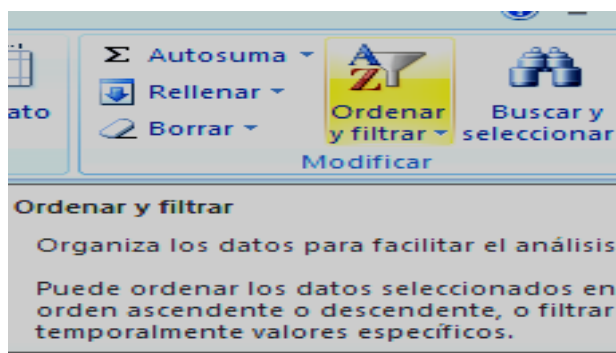 Σ Autosuma
Rellenar
Borrar
ato
A
Z
Ordenar
y filtrar
Buscar y
seleccionar
Modificar
Ordenar y filtrar
Organiza los datos para facilitar el análisis
Puede ordenar los datos seleccionados en
orden ascendente o descendente, o filtrar
temporalmente valores específicos.